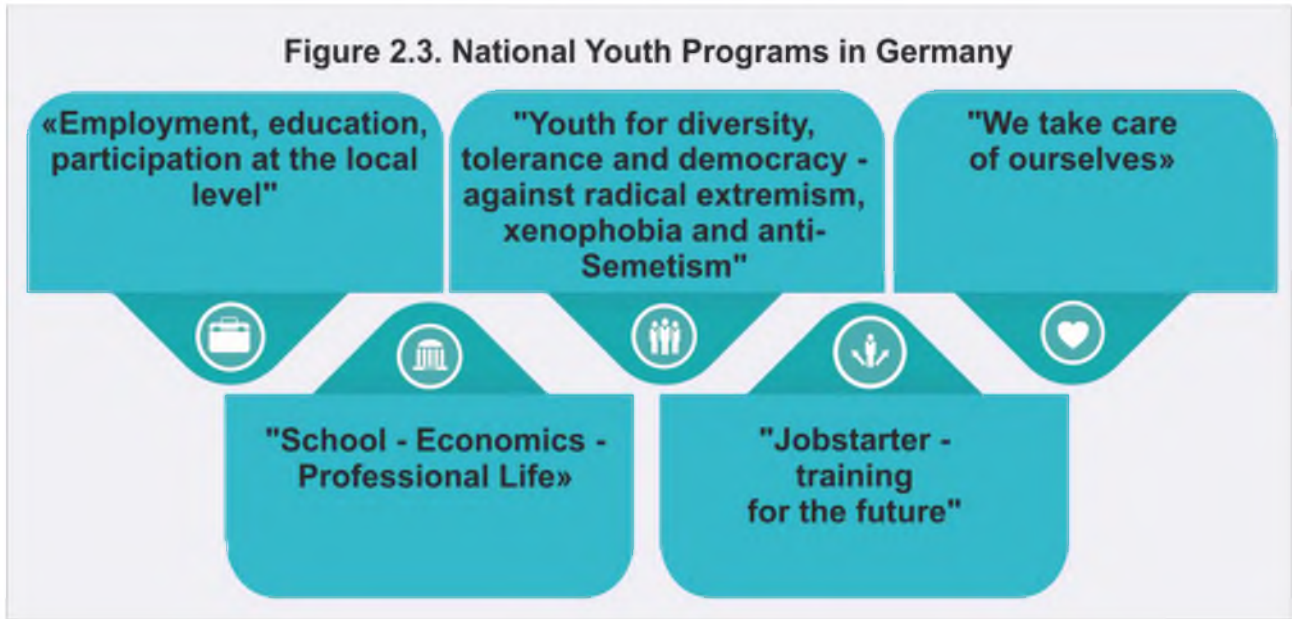 Figure 2.3. National Youth Programs in Germany
«Employment, education,
participation at the local
level"
"Youth for diversity,
tolerance and democracy -
against radical extremism,
xenophobia and anti-
Semetism"
"We take care
of ourselves»
"School - Economics -
Professional Life»
"Jobstarter -
training
for the future"